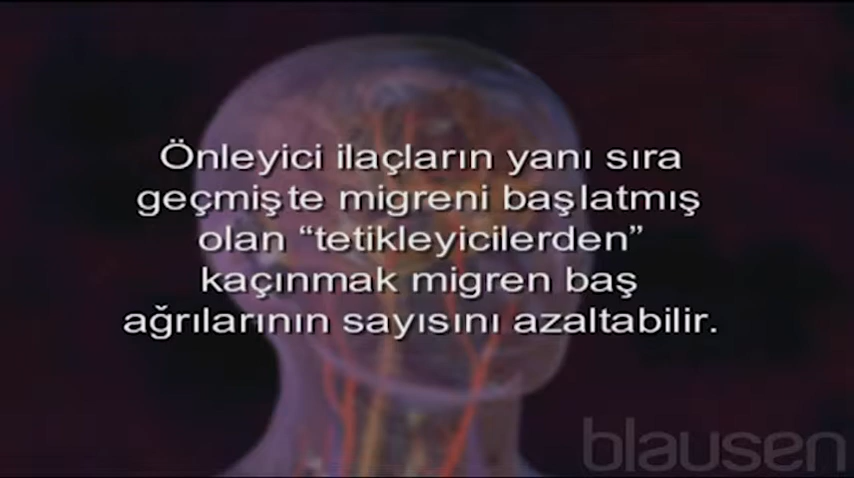 Önleyici ilaçların yanı sıra
geçmişte migreni başlatmış
olan “tetikleyicilerden”
kaçınmak migren baş
ağrılarının sayısını azaltabilir.
blausen